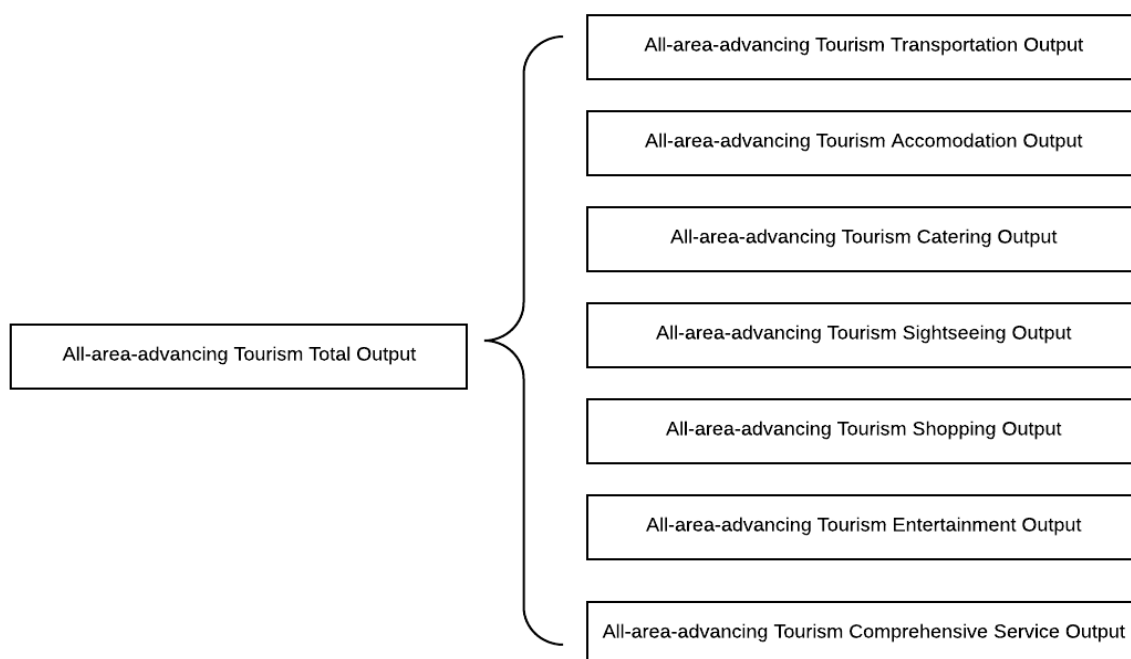 All-area-advancing Tourism Transportation Output
All-area-advancing Tourism Accomodation Output
All-area-advancing Tourism Catering Output
All-area-advancing Tourism Sightseeing Output
All-area-advancing Tourism Total Output
All-area-advancing Tourism Shopping Output
All-area-advancing Tourism Entertainment Output
All-area-advancing Tourism Comprehensive Service Output